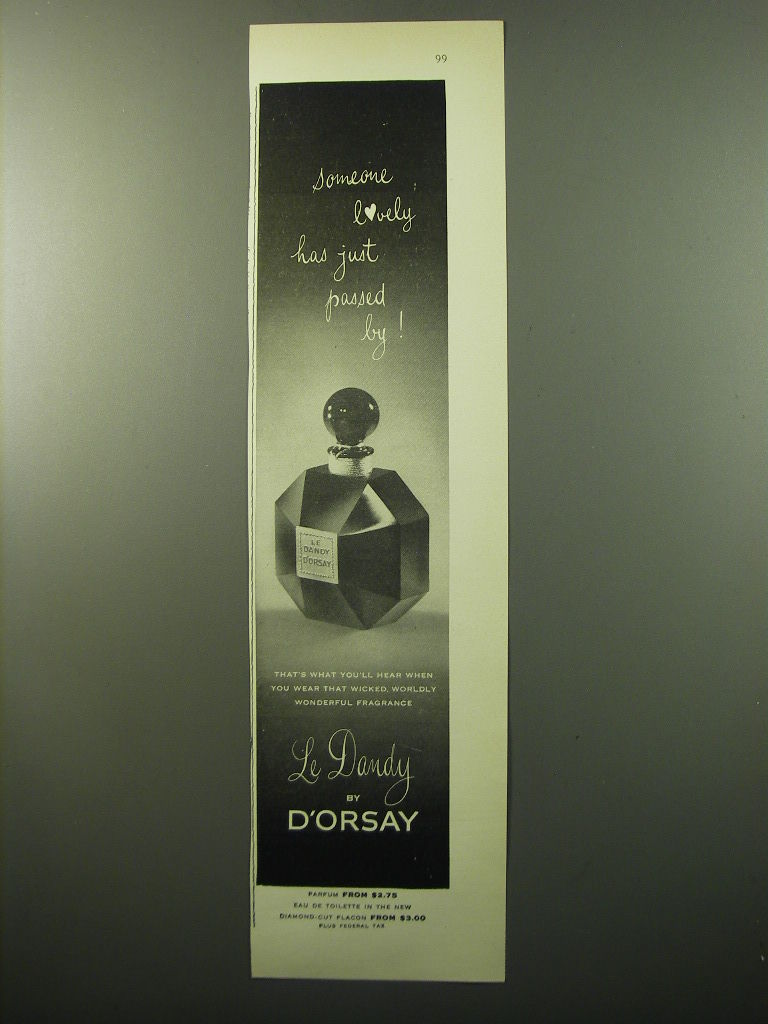 99
someone
lovely
has just
passed
by!
LE
DANDY
D'ORSAY
THAT'S WHAT YOU'LL HEAR WHEN
YOU WEAR THAT WICKED, WORLDLY
WONDERFUL FRAGRANCE
Le Dandy
BY
D'ORSAY
PARFUM FROM $2.75
EAU DE TOILETTE IN THE NEW
DIAMOND-CUT FLACON FROM $3.00
PLUS FEDERAL TAX